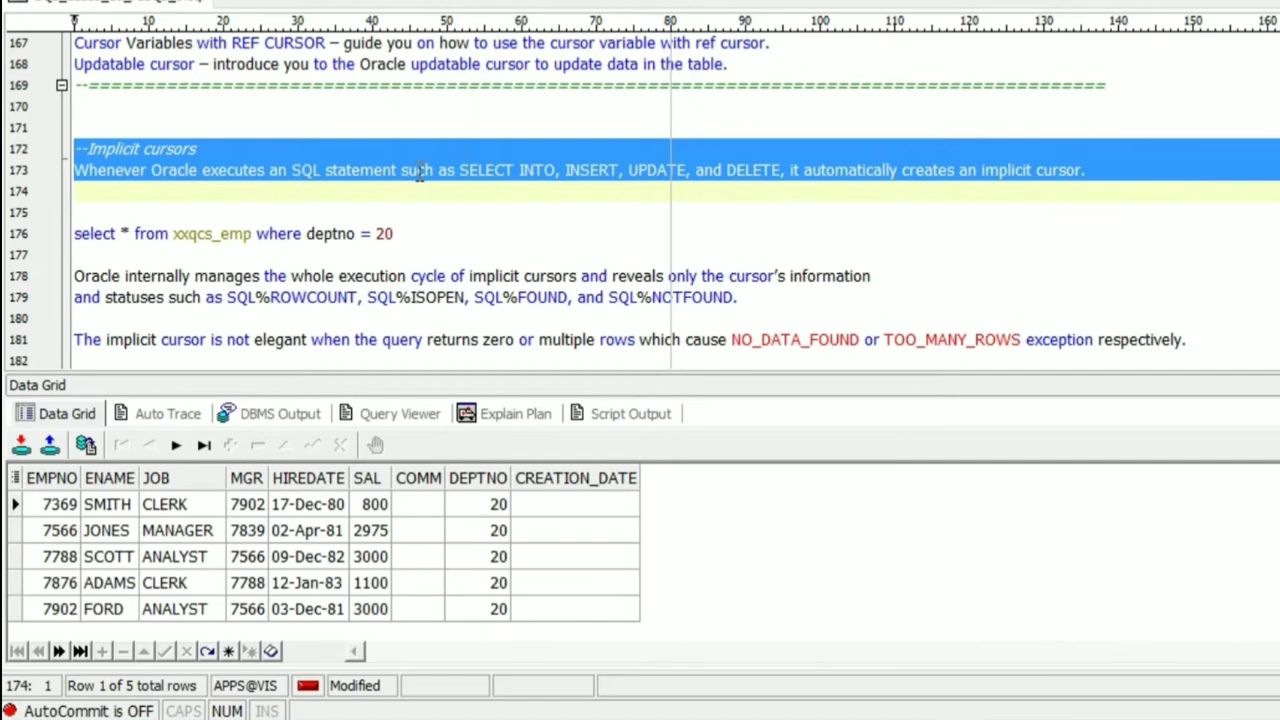 0 10 20 30 40 50 60 70 80 90 100 110 120 130 140 150 160
167 Cursor Variables with REF CURSOR – guide you on how to use the cursor variable with ref cursor.
168 Updatable cursor – introduce you to the Oracle updatable cursor to update data in the table.
169 --==========================================================================================
170
171
172 --Implicit cursors
173 Whenever Oracle executes an SQL statement such as SELECT INTO, INSERT, UPDATE, and DELETE, it automatically creates an implicit cursor.
174
175
176 select * from xxqcs_emp where deptno = 20
177
178 Oracle internally manages the whole execution cycle of implicit cursors and reveals only the cursor's information
179 and statuses such as SQL%ROWCOUNT, SQL%ISOPEN, SQL%FOUND, and SQL%NOTFOUND.
180
181 The implicit cursor is not elegant when the query returns zero or multiple rows which cause NO_DATA_FOUND or TOO_MANY_ROWS exception respectively.
182
Data Grid
Data Grid Auto Trace DBMS Output Query Viewer Explain Plan Script Output
EMPNO ENAME JOB MGR HIREDATE SAL COMM DEPTNO CREATION_DATE
7369 SMITH CLERK 7902 17-Dec-80 800 20
7566 JONES MANAGER 7839 02-Apr-81 2975 20
7788 SCOTT ANALYST 7566 09-Dec-82 3000 20
7876 ADAMS CLERK 7788 12-Jan-83 1100 20
7902 FORD ANALYST 7566 03-Dec-81 3000 20
174: 1 Row 1 of 5 total rows APPS@VIS Modified
AutoCommit is OFF CAPS NUM INS